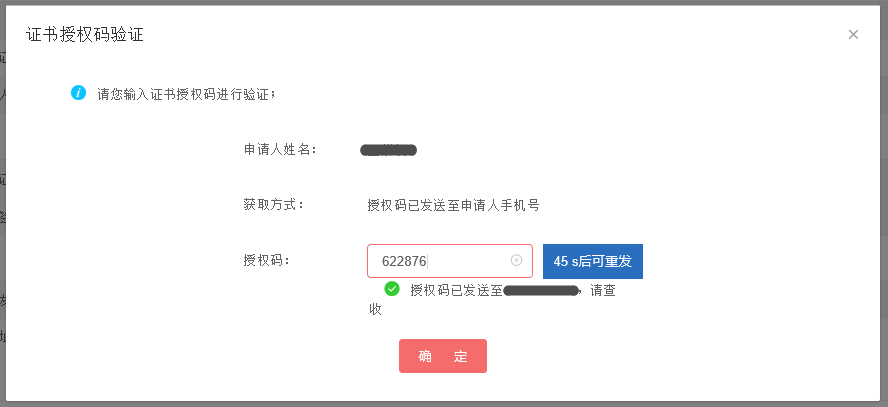 证书授权码验证
请您输入证书授权码进行验证；
申请人姓名：
获取方式：
授权码已发送至申请人手机号
授权码：
622876
45 s后可重发
授权码已发送至
，请查
收
确 定